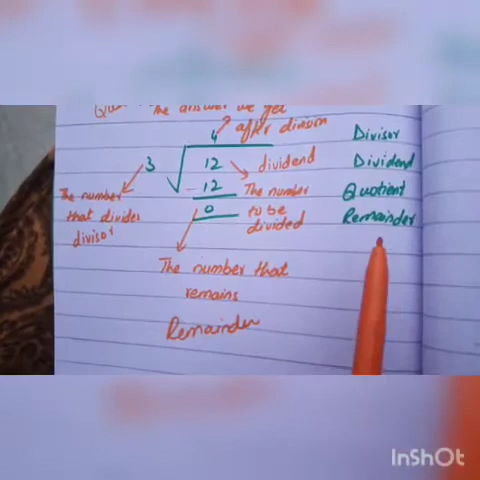 The answer we get
after division
4
3 12 dividend
- 12 The number
0 to be
divided
The number
that divides
divisor
The number that
remains
Remainder
Divisor
Dividend
Quotient
Remainder
InShOt